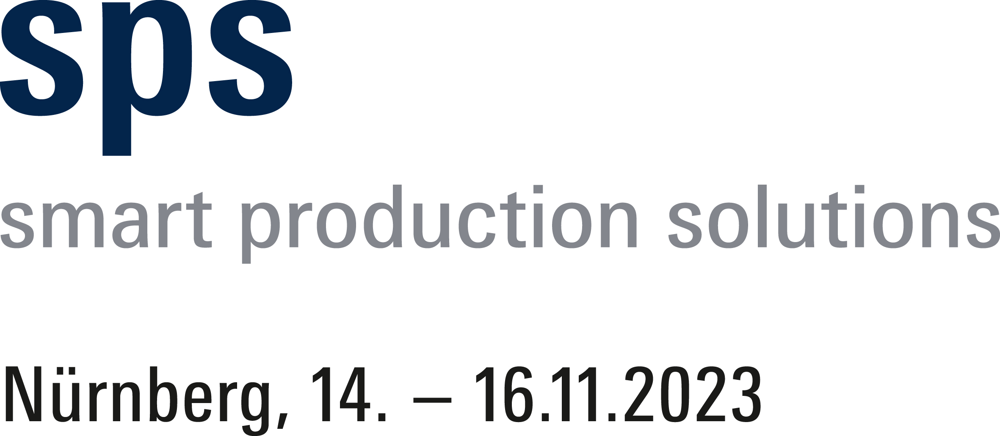 sps
smart production solutions
Nürnberg, 14. – 16.11.2023